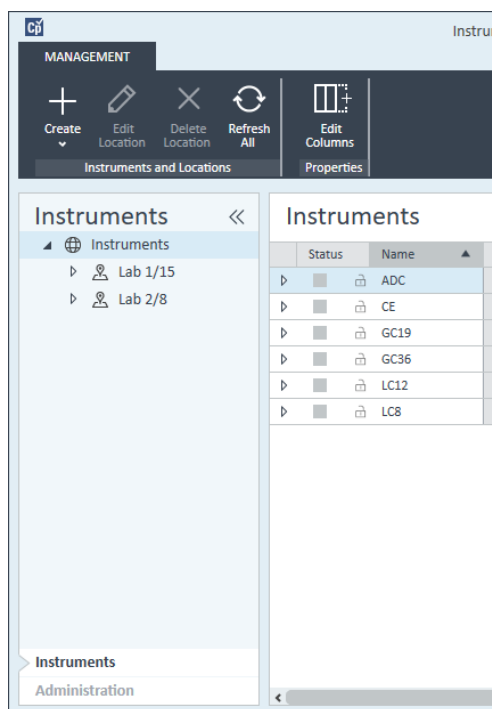 Cp
Instru
MANAGEMENT
Create Edit Location Delete Location Refresh All Edit Columns
Instruments and Locations Properties
Instruments
Instruments
Lab 1/15
Lab 2/8
Instruments
Status Name
ADC
CE
GC19
GC36
LC12
LC8
Instruments
Administration